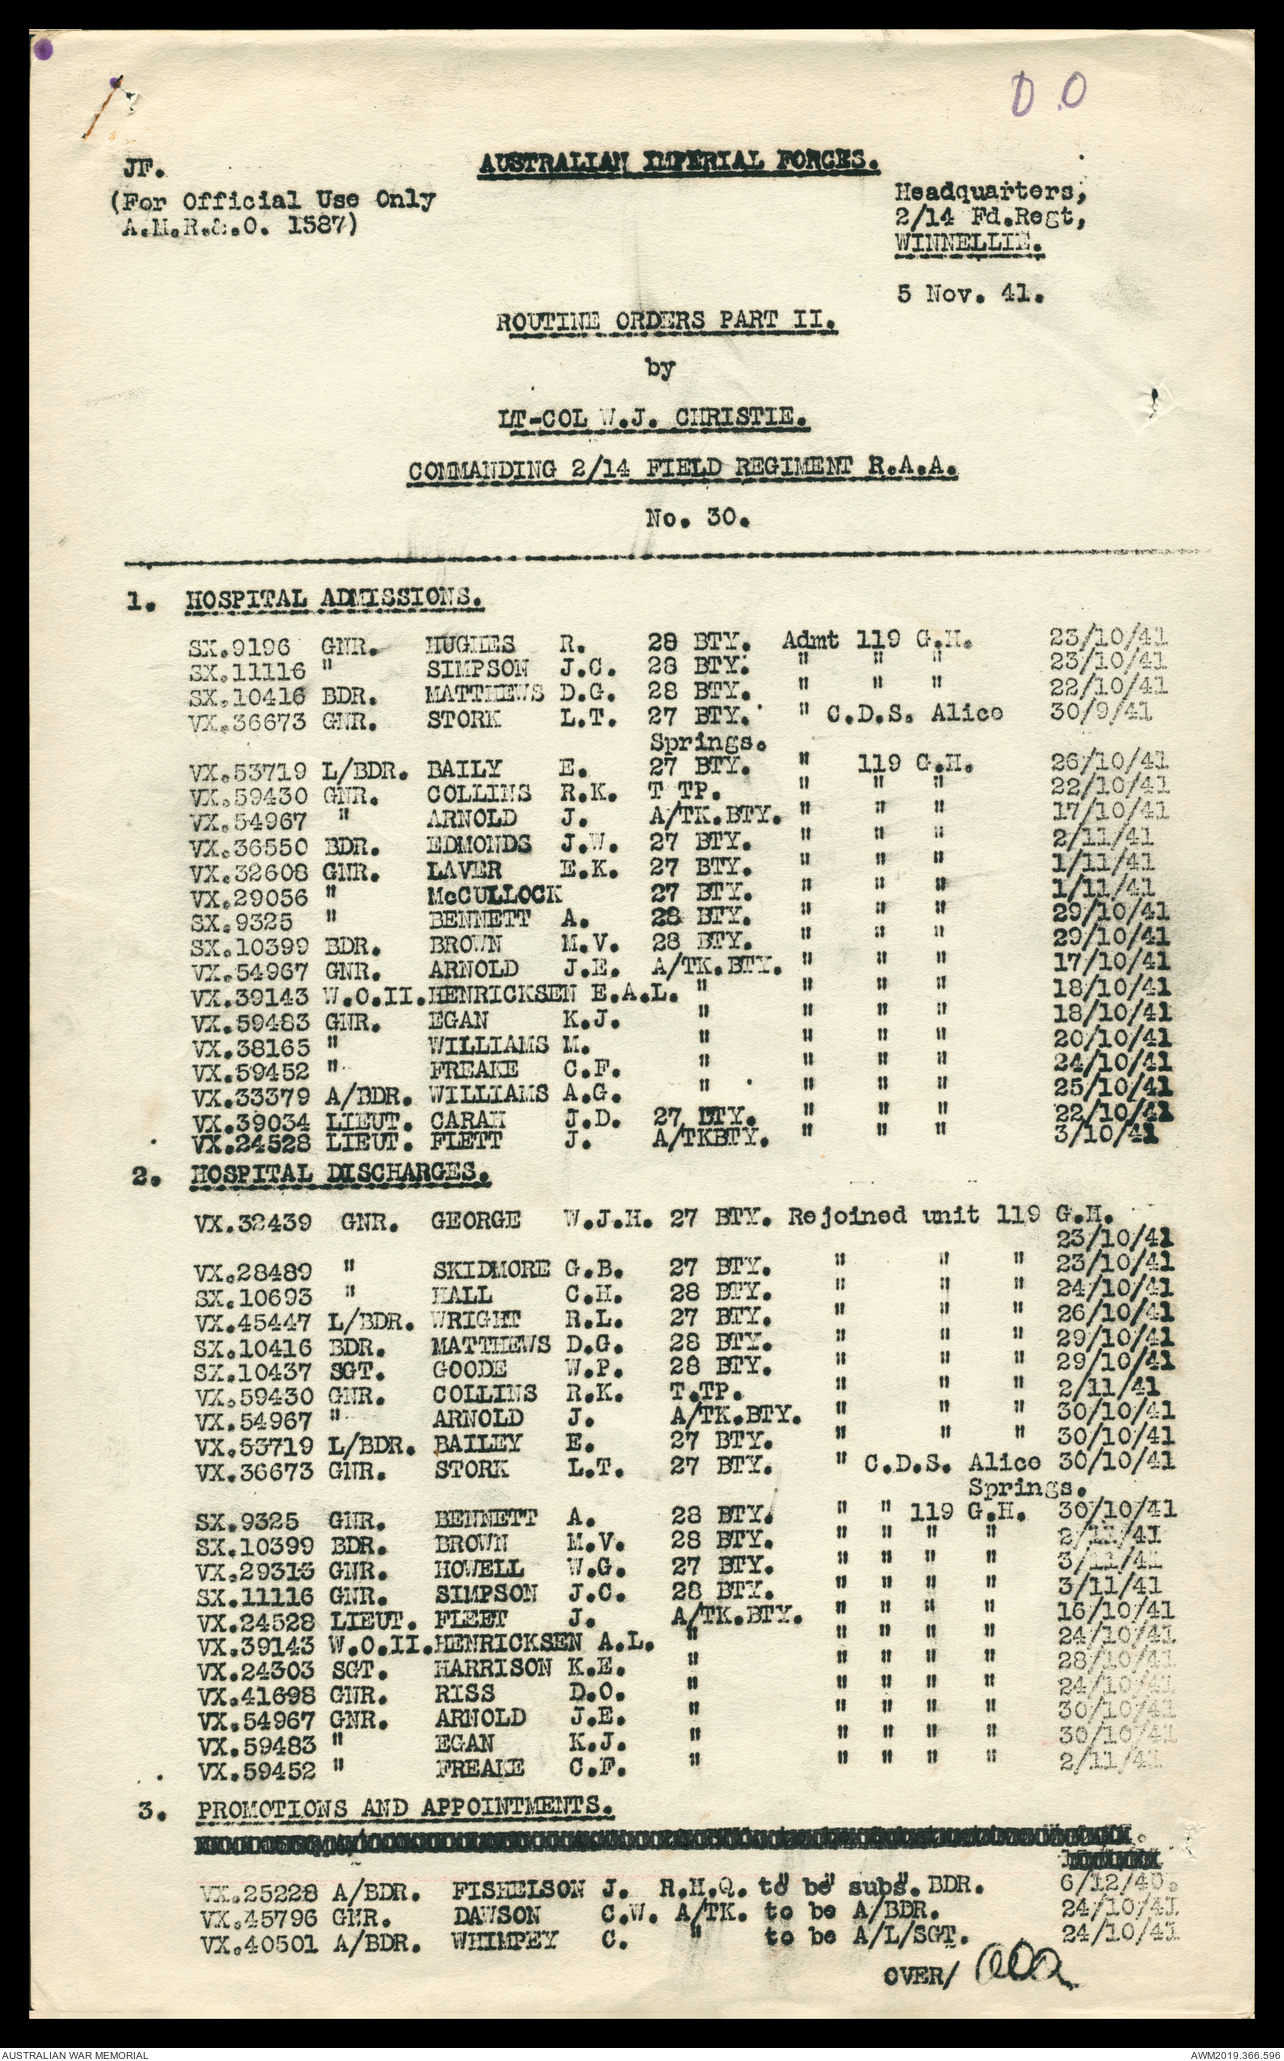 D.O
JF.
AUSTRALIAN IMPERIAL FORCES.
(For Official Use Only
A.M.R.&.O. 1587)
Headquarters,
2/14 Fd.Regt,
WINNELLIE.
5 Nov. 41.
ROUTINE ORDERS PART II.
by
LT-COL W.J. CHRISTIE.
COMMANDING 2/14 FIELD REGIMENT R.A.A.
No. 30.
1. HOSPITAL ADMISSIONS.
SX.9196 GNR. HUGHES R. 28 BTY. Admt 119 G.H. 23/10/41
SX.11116 " SIMPSON J.C. 28 BTY. " " " 23/10/41
SX.10416 BDR. MATTHEWS D.G. 28 BTY. " " " 22/10/41
VX.36673 GNR. STORK L.T. 27 BTY. " C.D.S. Alice 30/9/41
Springs.
VX.53719 L/BDR. BAILY E. 27 BTY. " 119 G.H. 26/10/41
VX.59430 GNR. COLLINS R.K. T TP. " " " 22/10/41
VX.54967 " ARNOLD J. A/TK.BTY. " " " 17/10/41
VX.36550 BDR. EDMONDS J.W. 27 BTY. " " " 2/11/41
VX.32608 GNR. LAVER E.K. 27 BTY. " " " 1/11/41
VX.29056 " McCULLOCK 27 BTY. " " " 1/11/41
SX.9325 " BENNETT A. 28 BTY. " " " 29/10/41
SX.10399 BDR. BROWN M.V. 28 BTY. " " " 29/10/41
VX.54967 GNR. ARNOLD J.E. A/TK.BTY. " " " 17/10/41
VX.39143 W.O.II.HENRICKSEN E.A.L. " " " " 18/10/41
VX.59483 GNR. EGAN K.J. " " " " 18/10/41
VX.38165 " WILLIAMS M. " " " " 20/10/41
VX.59452 " FREAKE C.F. " " " " 24/10/41
VX.33379 A/BDR. WILLIAMS A.G. " " " " 25/10/41
VX.39034 LIEUT. CARAH J.D. 27 BTY. " " " 22/10/41
VX.24528 LIEUT. FLETT J. A/TKBTY. " " " 3/10/41
2. HOSPITAL DISCHARGES.
VX.32439 GNR. GEORGE W.J.H. 27 BTY. Rejoined unit 119 G.H.
23/10/41
VX.28489 " SKIDMORE G.B. 27 BTY. " " " 23/10/41
SX.10693 " HALL C.H. 28 BTY. " " " 24/10/41
VX.45447 L/BDR. WRIGHT R.L. 27 BTY. " " " 26/10/41
SX.10416 BDR. MATTHEWS D.G. 28 BTY. " " " 29/10/41
SX.10437 SGT. GOODE W.P. 28 BTY. " " " 29/10/41
VX.59430 GNR. COLLINS R.K. T.TP. " " " 2/11/41
VX.54967 " ARNOLD J. A/TK.BTY. " " " 30/10/41
VX.53719 L/BDR. BAILEY E. 27 BTY. " " " 30/10/41
VX.36673 GNR. STORK L.T. 27 BTY. " C.D.S. Alice 30/10/41
Springs.
SX.9325 GNR. BENNETT A. 28 BTY. " " 119 G.H. 30/10/41
SX.10399 BDR. BROWN M.V. 28 BTY. " " " " 2/11/41
VX.29313 GNR. HOWELL W.G. 27 BTY. " " " " 3/11/41
SX.11116 GNR. SIMPSON J.C. 28 BTY. " " " " 3/11/41
VX.24528 LIEUT. FLEET J. A/TK.BTY. " " " " 16/10/41
VX.39143 W.O.II.HENRICKSEN A.L. " " " " " 24/10/41
VX.24303 SGT. HARRISON K.E. " " " " " 28/10/41
VX.41698 GNR. RISS D.O. " " " " " 24/10/41
VX.54967 GNR. ARNOLD J.E. " " " " " 30/10/41
VX.59483 " EGAN K.J. " " " " " 30/10/41
VX.59452 " FREAKE C.F. " " " " " 2/11/41
3. PROMOTIONS AND APPOINTMENTS.
VX.25228 A/BDR. FISHELSON J. R.H.Q. to be subs. BDR. 6/12/40.
VX.45796 GNR. DAWSON C.W. A/TK. to be A/BDR. 24/10/41
VX.40501 A/BDR. WHIMPEY C. " to be A/L/SGT. 24/10/41
OVER/
AUSTRALIAN WAR MEMORIAL
AWM2019.366.596